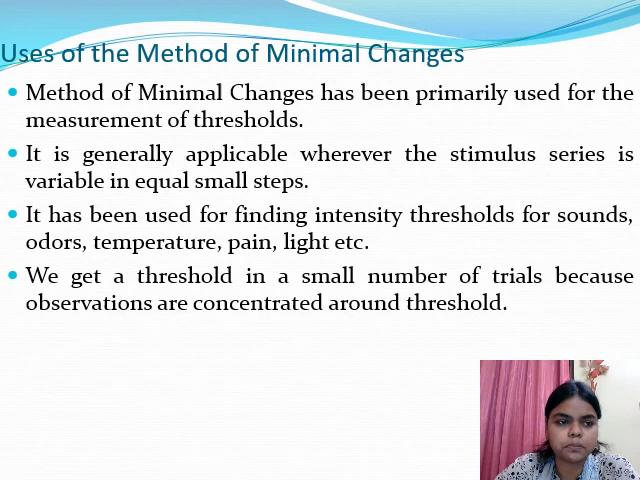 Uses of the Method of Minimal Changes
Method of Minimal Changes has been primarily used for the
measurement of thresholds.
It is generally applicable wherever the stimulus series is
variable in equal small steps.
It has been used for finding intensity thresholds for sounds,
odors, temperature, pain, light etc.
We get a threshold in a small number of trials because
observations are concentrated around threshold.